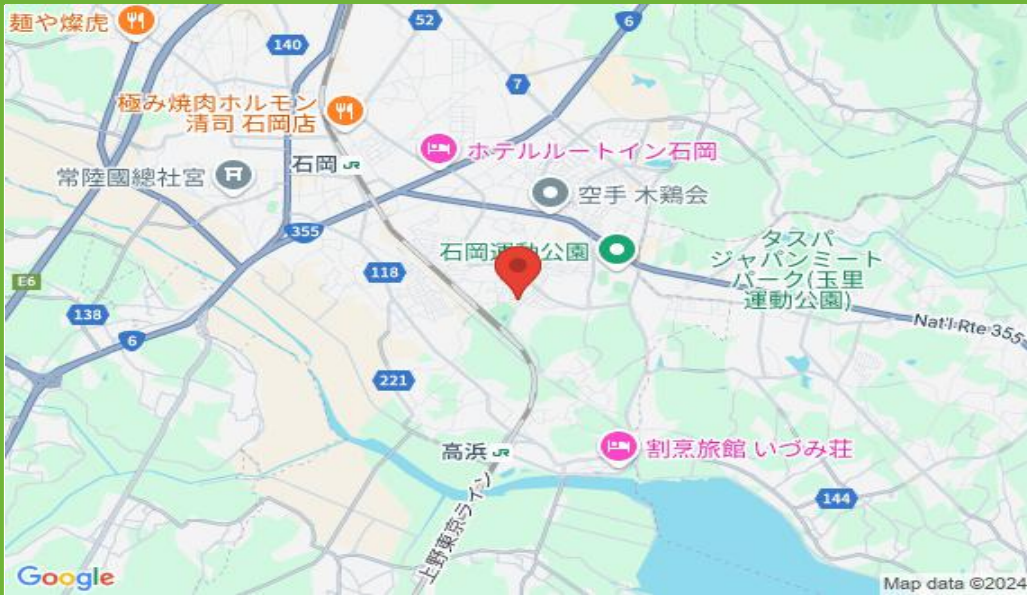 麺や燦虎
52
6
140
7
極み焼肉ホルモン
清司 石岡店
石岡 JR
ホテルルートイン石岡
常陸國總社宮
空手 木鶏会
355
石岡運動公園
タスパ
ジャパンミート
パーク(玉里
運動公園)
118
E6
138
6
Nat'l Rte 355
221
高浜 JR
割烹旅館 いづみ荘
144
上野東京ライン
Google
Map data ©2024